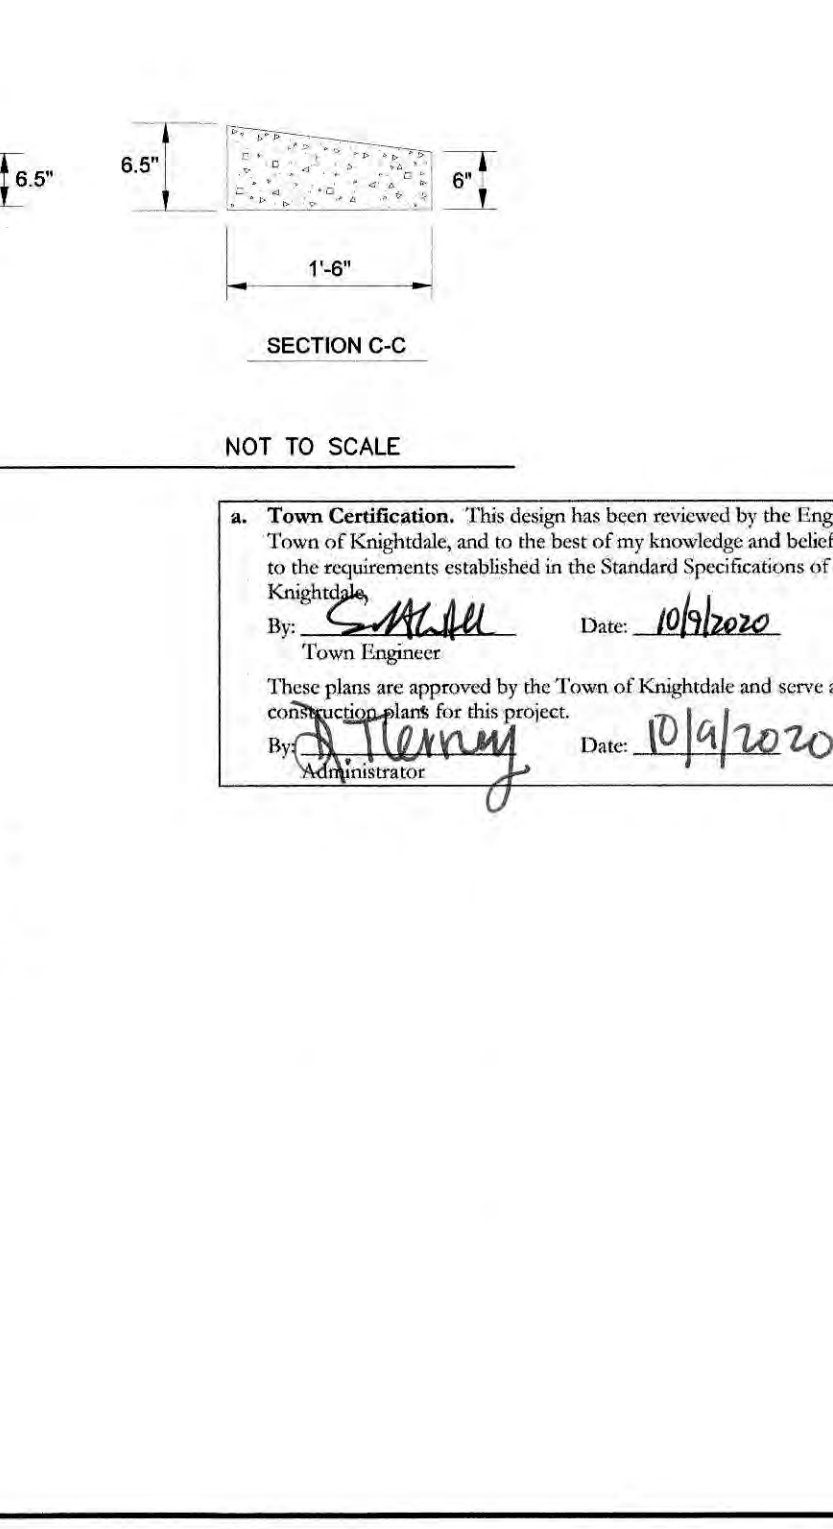 6.5"
6.5"
6"
1'-6"
SECTION C-C
NOT TO SCALE
a. Town Certification. This design has been reviewed by the Eng
Town of Knightdale, and to the best of my knowledge and belief
to the requirements established in the Standard Specifications of
Knightdale,
By: Date: 10/9/2020
Town Engineer
These plans are approved by the Town of Knightdale and serve a
construction plans for this project.
By: Tierney Date: 10/9/2020
Administrator